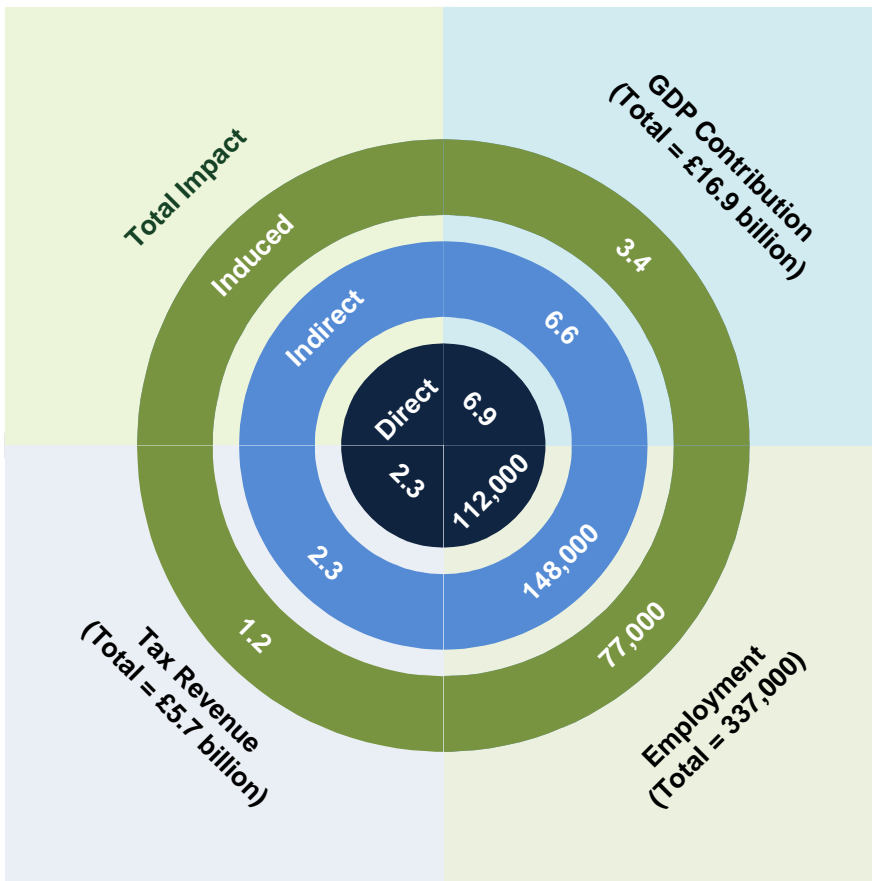 Total Impact
Induced
Indirect
Direct
GDP Contribution
(Total = £16.9 billion)
3.4
6.6
6.9
Tax Revenue
(Total = £5.7 billion)
1.2
2.3
2.3
Employment
(Total = 337,000)
77,000
148,000
112,000